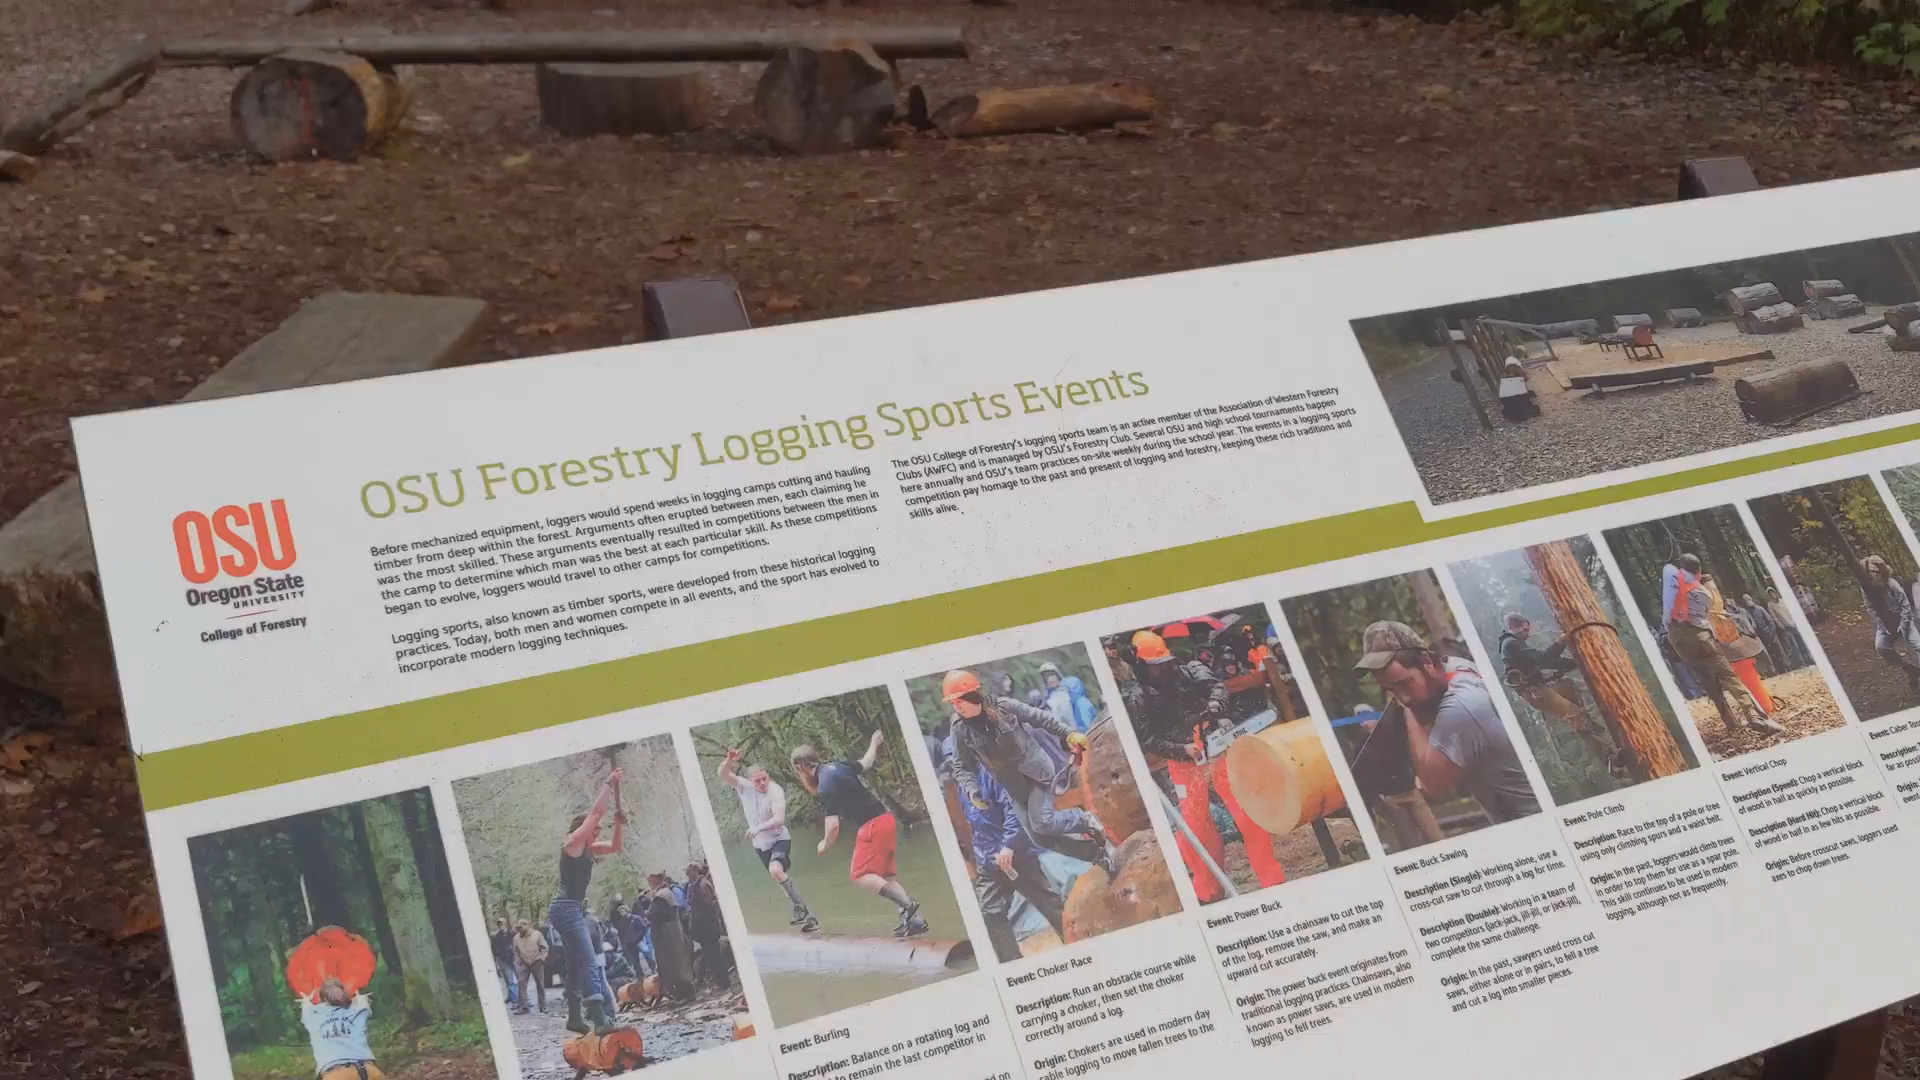 OSU Forestry Logging Sports Events
OSU
Oregon State
UNIVERSITY
College of Forestry
Before mechanized equipment, loggers would spend weeks in logging camps cutting and hauling
timber from deep within the forest. Arguments often erupted between men, each claiming he
was the most skilled. These arguments eventually resulted in competitions between the men in
the camp to determine which man was the best at each particular skill. As these competitions
began to evolve, loggers would travel to other camps for competitions.
Logging sports, also known as timber sports, were developed from these historical logging
practices. Today, both men and women compete in all events, and the sport has evolved to
incorporate modern logging techniques.
The OSU College of Forestry's logging sports team is an active member of the Association of Western Forestry
Clubs (AWFC) and is managed by OSU's Forestry Club. Several OSU and high school tournaments happen
here annually and OSU's team practices on-site weekly during the school year. The events in a logging sports
competition pay homage to the past and present of logging and forestry, keeping these rich traditions and
skills alive.
STIHL
Event: Burling
Description: Balance on a rotating log and
to remain the last competitor in
Event: Choker Race
Description: Run an obstacle course while
carrying a choker, then set the choker
correctly around a log.
Origin: Chokers are used in modern day
cable logging to move fallen trees to the
Event: Power Buck
Description: Use a chainsaw to cut the top
of the log, remove the saw, and make an
upward cut accurately.
Origin: The power buck event originates from
traditional logging practices. Chainsaws, also
known as power saws, are used in modern
logging to fell trees.
Event: Buck Sawing
Description (Single): Working alone, use a
cross-cut saw to cut through a log for time.
Description (Double): Working in a team of
two competitors (jack-jack, jill-jill, or jack-jill),
complete the same challenge.
Origin: In the past, sawyers used cross cut
saws, either alone or in pairs, to fell a tree
and cut a log into smaller pieces.
Event: Pole Climb
Description: Race to the top of a pole or tree
using only climbing spurs and a waist belt.
Origin: In the past, loggers would climb trees
in order to top them for use as a spar pole.
This skill continues to be used in modern
logging, although not as frequently.
Event: Vertical Chop
Description (Speed): Chop a vertical block
of wood in half as quickly as possible.
Description (Hard Hit): Chop a vertical block
of wood in half in as few hits as possible.
Origin: Before crosscut saws, loggers used
axes to chop down trees.
Event: Caber
Description:
far as
Origin: